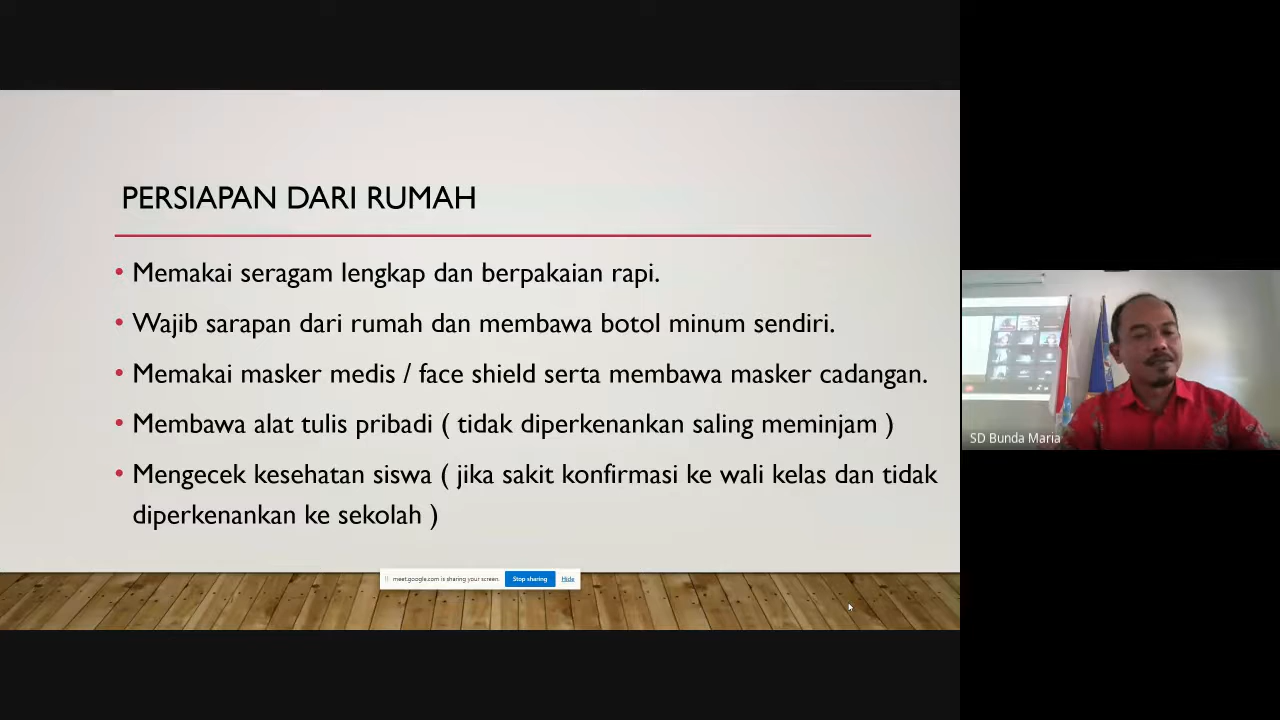 PERSIAPAN DARI RUMAH
• Memakai seragam lengkap dan berpakaian rapi.
• Wajib sarapan dari rumah dan membawa botol minum sendiri.
• Memakai masker medis / face shield serta membawa masker cadangan.
• Membawa alat tulis pribadi ( tidak diperkenankan saling meminjam )
• Mengecek kesehatan siswa ( jika sakit konfirmasi ke wali kelas dan tidak
diperkenankan ke sekolah )
meet.google.com is sharing your screen. Stop sharing Hide
SD Bunda Maria